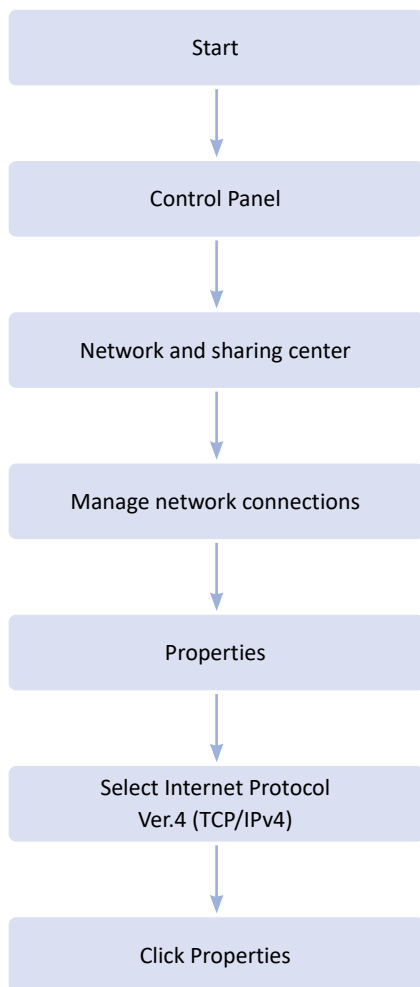 Start
Control Panel
Network and sharing center
Manage network connections
Properties
Select Internet Protocol
Ver.4 (TCP/IPv4)
Click Properties